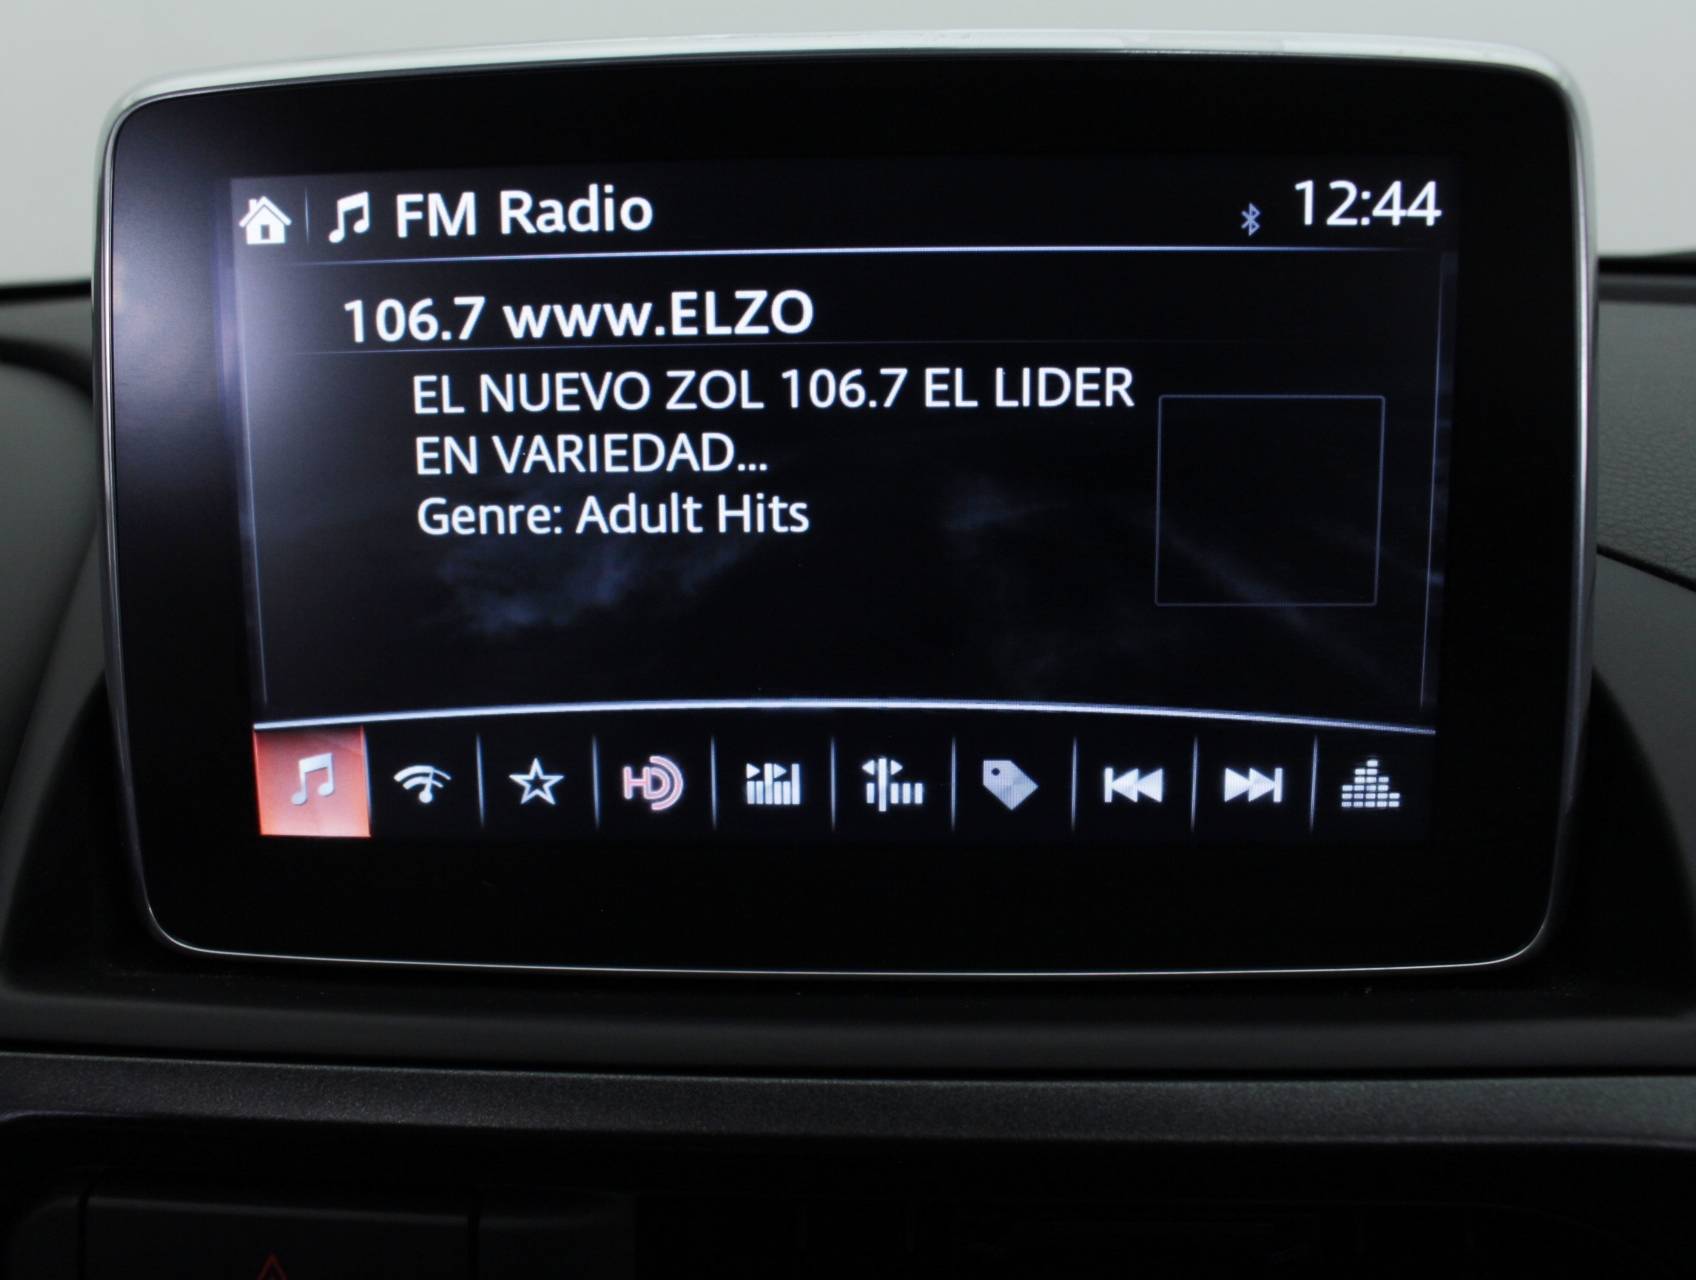 FM Radio 12:44
106.7 www.ELZO
EL NUEVO ZOL 106.7 EL LIDER
EN VARIEDAD...
Genre: Adult Hits
HD